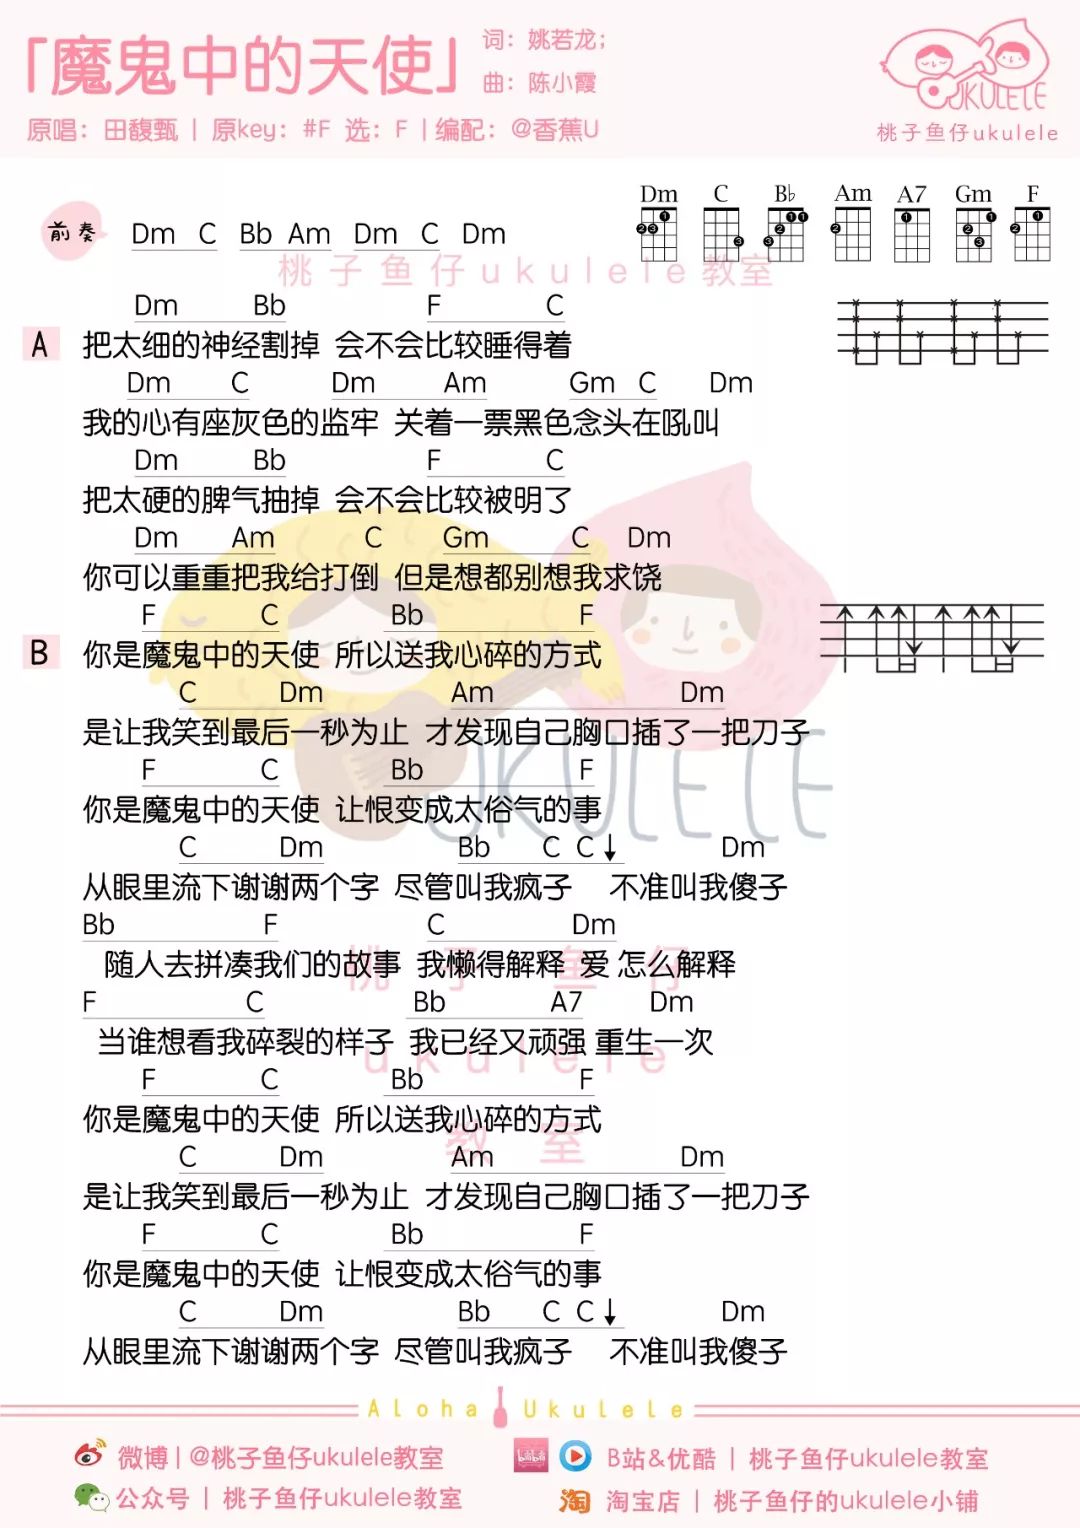 「魔鬼中的天使」
词：姚若龙；
曲：陈小霞
原唱：田馥甄 | 原key：#F 选：F | 编配：@香蕉U
UKULELE
桃子鱼仔ukulele
Dm C B♭ Am A7 Gm F
前奏 Dm C Bb Am Dm C Dm
桃子鱼仔ukulele教室
Dm Bb F C
A 把太细的神经割掉 会不会比较睡得着
Dm C Dm Am Gm C Dm
我的心有座灰色的监牢 关着一票黑色念头在吼叫
Dm Bb F C
把太硬的脾气抽掉 会不会比较被明了
Dm Am C Gm C Dm
你可以重重把我给打倒 但是想都别想我求饶
F C Bb F
B 你是魔鬼中的天使 所以送我心碎的方式
C Dm Am Dm
是让我笑到最后一秒为止 才发现自己胸口插了一把刀子
F C Bb F
你是魔鬼中的天使 让恨变成太俗气的事
UKULELE
C Dm Bb C C↓ Dm
从眼里流下谢谢两个字 尽管叫我疯子 不准叫我傻子
Bb F C Dm
随人去拼凑我们的故事 我懒得解释 爱 怎么解释
桃子鱼仔
F C Bb A7 Dm
当谁想看我碎裂的样子 我已经又顽强 重生一次
ukulele
F C Bb F
你是魔鬼中的天使 所以送我心碎的方式
教室
C Dm Am Dm
是让我笑到最后一秒为止 才发现自己胸口插了一把刀子
F C Bb F
你是魔鬼中的天使 让恨变成太俗气的事
C Dm Bb C C↓ Dm
从眼里流下谢谢两个字 尽管叫我疯子 不准叫我傻子
Aloha Ukulele
微博 | @桃子鱼仔ukulele教室
B站&优酷 | 桃子鱼仔ukulele教室
公众号 | 桃子鱼仔ukulele教室
淘 淘宝店 | 桃子鱼仔的ukulele小铺